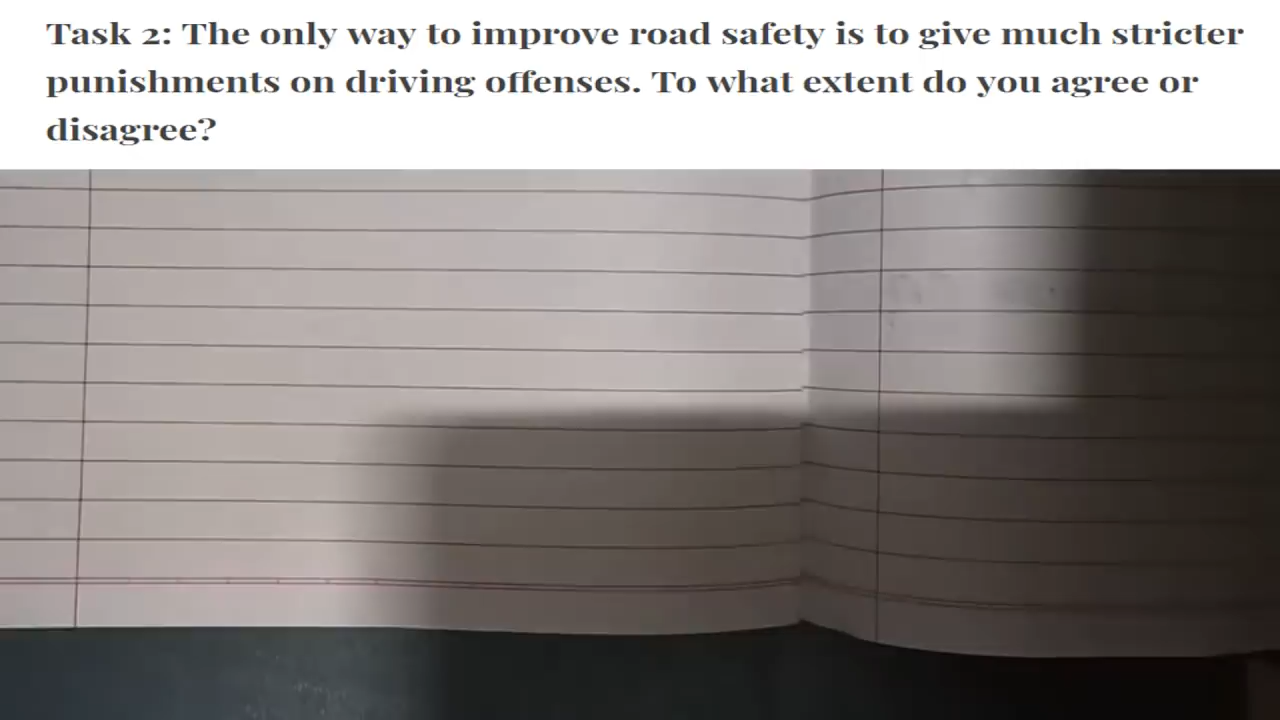 Task 2: The only way to improve road safety is to give much stricter
punishments on driving offenses. To what extent do you agree or
disagree?